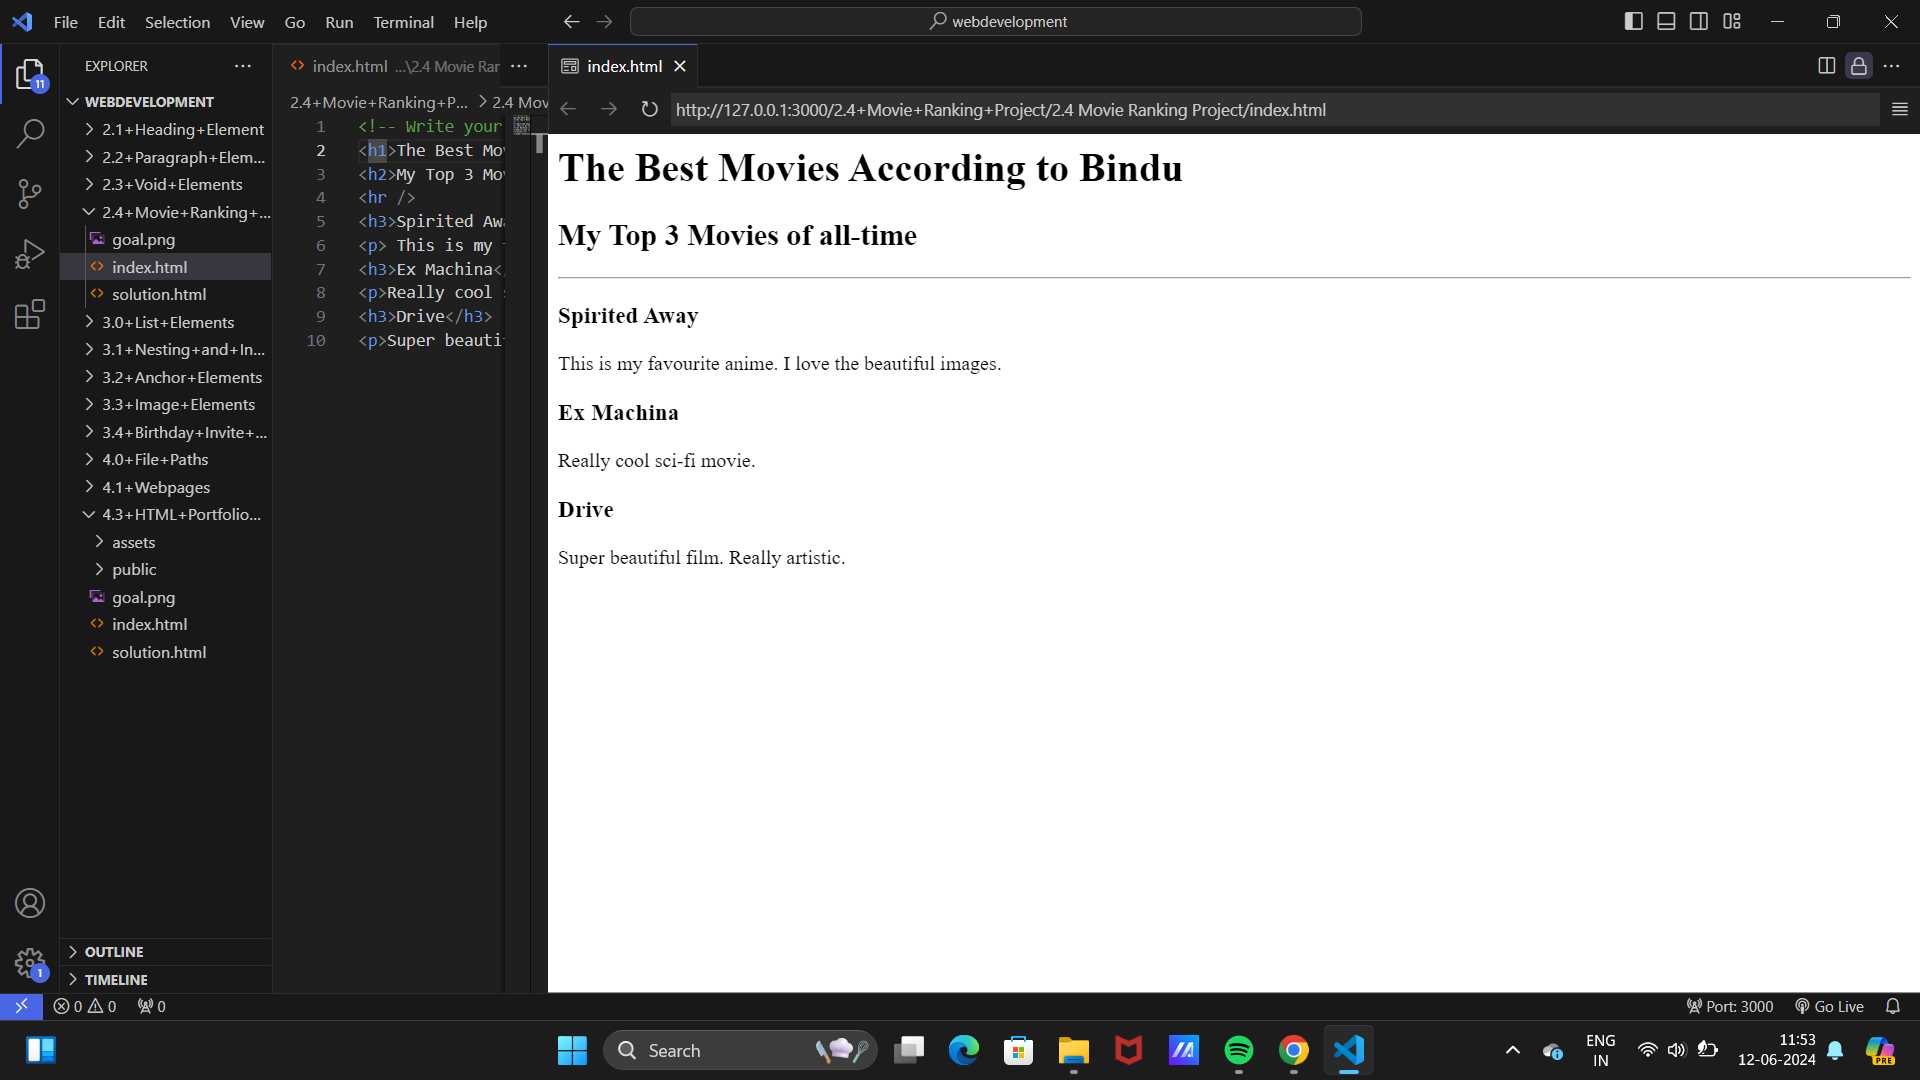 File Edit Selection View Go Run Terminal Help
webdevelopment
EXPLORER
11
WEBDEVELOPMENT
2.1+Heading+Element
2.2+Paragraph+Elem...
2.3+Void+Elements
2.4+Movie+Ranking+...
goal.png
index.html
solution.html
3.0+List+Elements
3.1+Nesting+and+In...
3.2+Anchor+Elements
3.3+Image+Elements
3.4+Birthday+Invite+...
4.0+File+Paths
4.1+Webpages
4.3+HTML+Portfolio...
assets
public
goal.png
index.html
solution.html
OUTLINE
TIMELINE
1
index.html ...\2.4 Movie Rar
2.4+Movie+Ranking+P... > 2.4 Mov
1 <!-- Write your
2 <h1>The Best Mo
3 <h2>My Top 3 Mo
4 <hr />
5 <h3>Spirited Aw
6 <p> This is my
7 <h3>Ex Machina<
8 <p>Really cool
9 <h3>Drive</h3>
10 <p>Super beauti
index.html
http://127.0.0.1:3000/2.4+Movie+Ranking+Project/2.4 Movie Ranking Project/index.html
The Best Movies According to Bindu
My Top 3 Movies of all-time
Spirited Away
This is my favourite anime. I love the beautiful images.
Ex Machina
Really cool sci-fi movie.
Drive
Super beautiful film. Really artistic.
0 0 0
Port: 3000 Go Live
Search
ENG
IN
11:53
12-06-2024
PRE